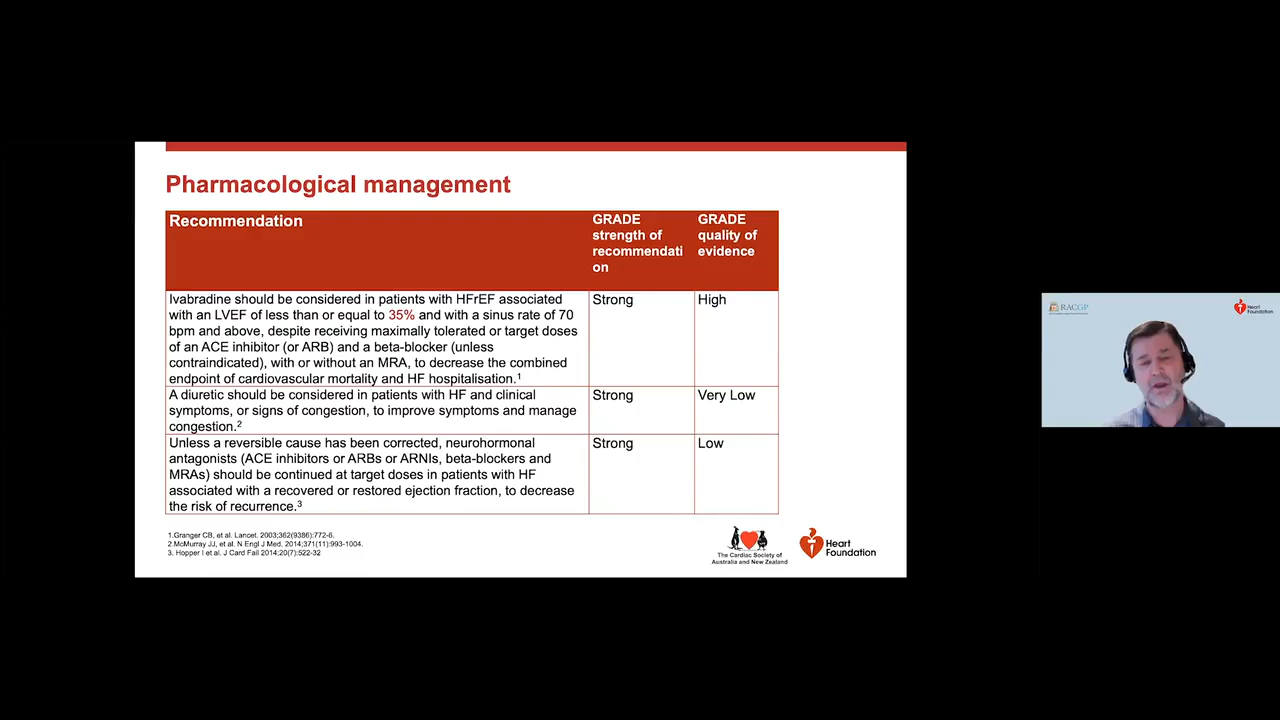 Pharmacological management
Recommendation
GRADE
strength of
recommendati
on
GRADE
quality of
evidence
Ivabradine should be considered in patients with HFrEF associated
with an LVEF of less than or equal to 35% and with a sinus rate of 70
bpm and above, despite receiving maximally tolerated or target doses
of an ACE inhibitor (or ARB) and a beta-blocker (unless
contraindicated), with or without an MRA, to decrease the combined
endpoint of cardiovascular mortality and HF hospitalisation.1
Strong
High
A diuretic should be considered in patients with HF and clinical
symptoms, or signs of congestion, to improve symptoms and manage
congestion.2
Strong
Very Low
Unless a reversible cause has been corrected, neurohormonal
antagonists (ACE inhibitors or ARBs or ARNIs, beta-blockers and
MRAs) should be continued at target doses in patients with HF
associated with a recovered or restored ejection fraction, to decrease
the risk of recurrence.3
Strong
Low
1.Granger CB, et al. Lancet. 2003;362(9386):772-6.
2.McMurray JJ, et al. N Engl J Med. 2014;371(11):993-1004.
3. Hopper I et al. J Card Fail 2014;20(7):522-32
The Cardiac Society of
Australia and New Zealand
Heart
Foundation
RACGP
Heart
Foundation